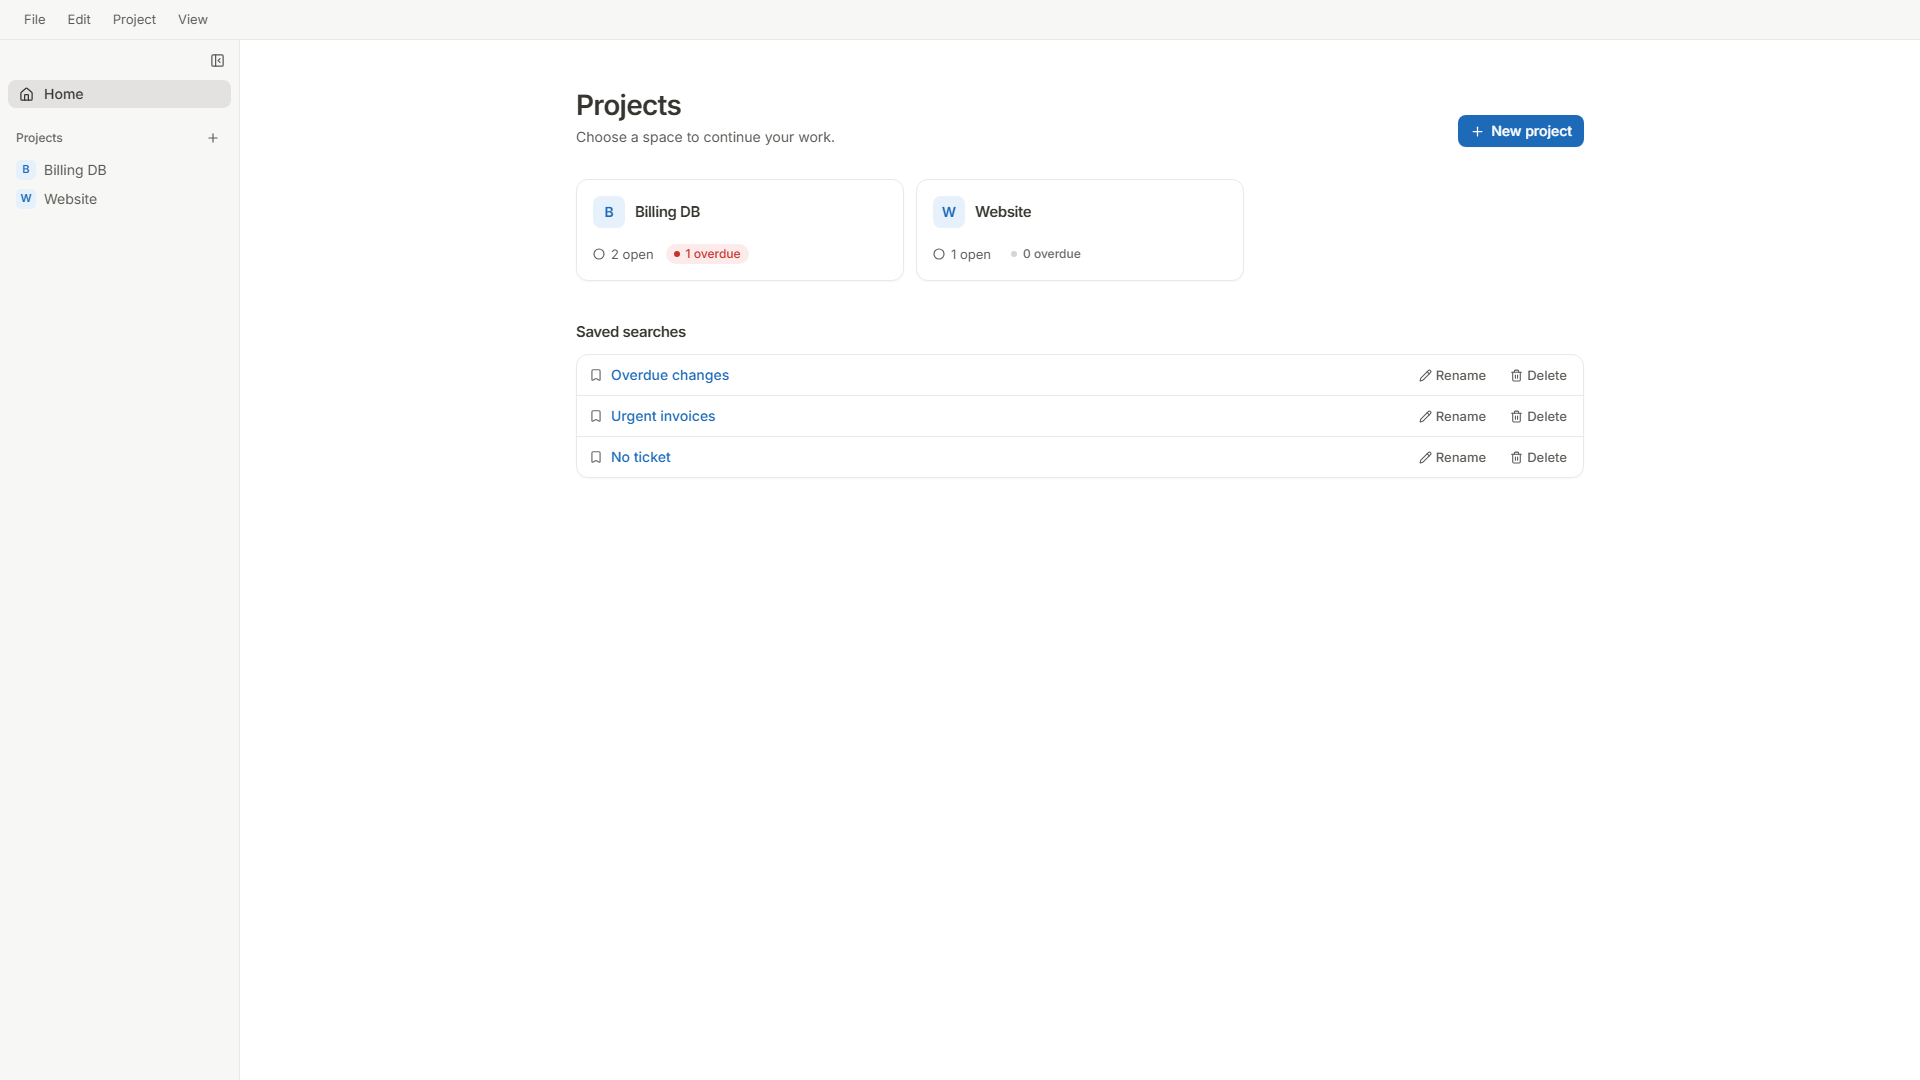 File Edit Project View
Home
Projects
B Billing DB
W Website
Projects
Choose a space to continue your work.
New project
B Billing DB
2 open 1 overdue
W Website
1 open 0 overdue
Saved searches
Overdue changes Rename Delete
Urgent invoices Rename Delete
No ticket Rename Delete